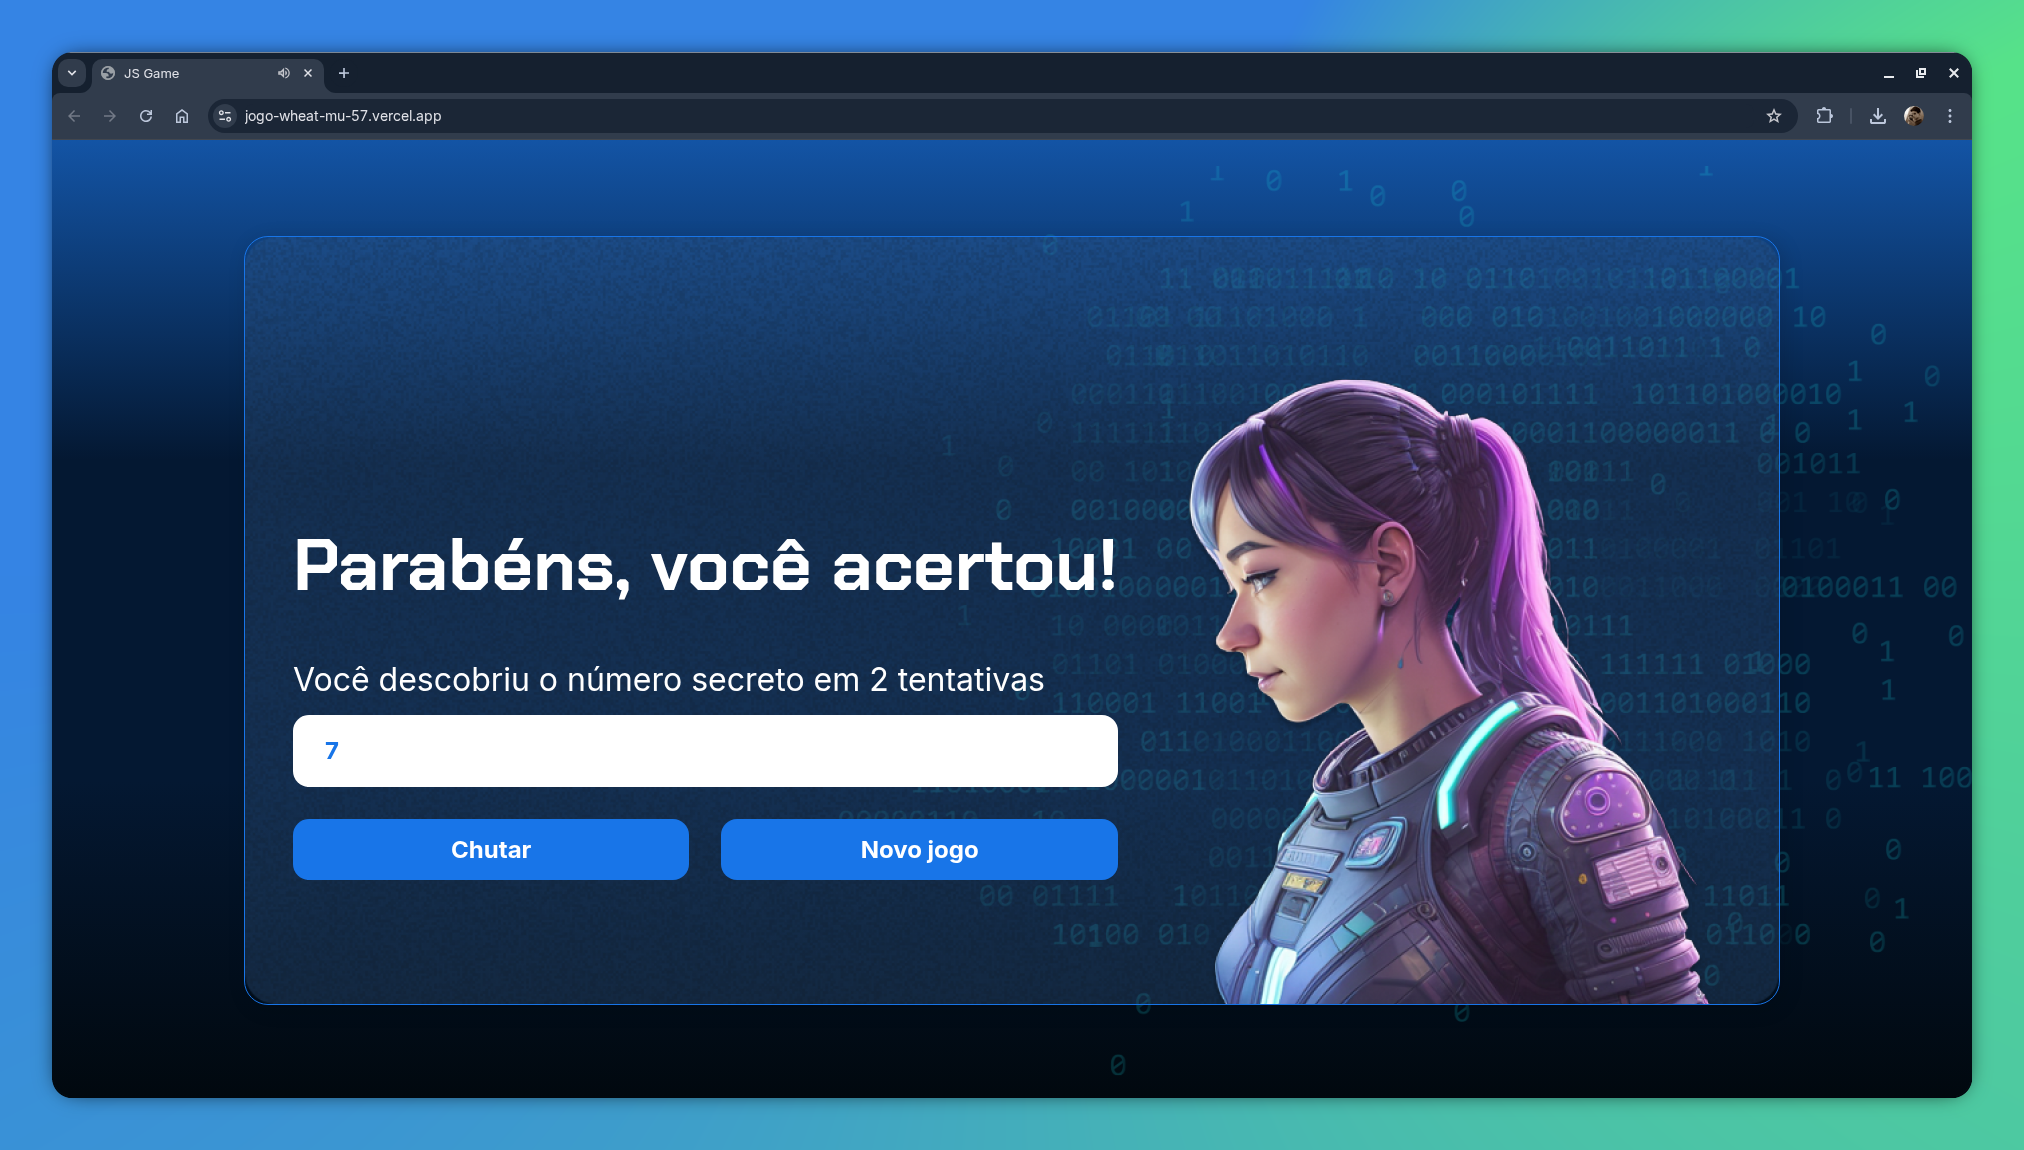 JS Game
jogo-wheat-mu-57.vercel.app
Parabéns, você acertou!
Você descobriu o número secreto em 2 tentativas
7
Chutar
Novo jogo